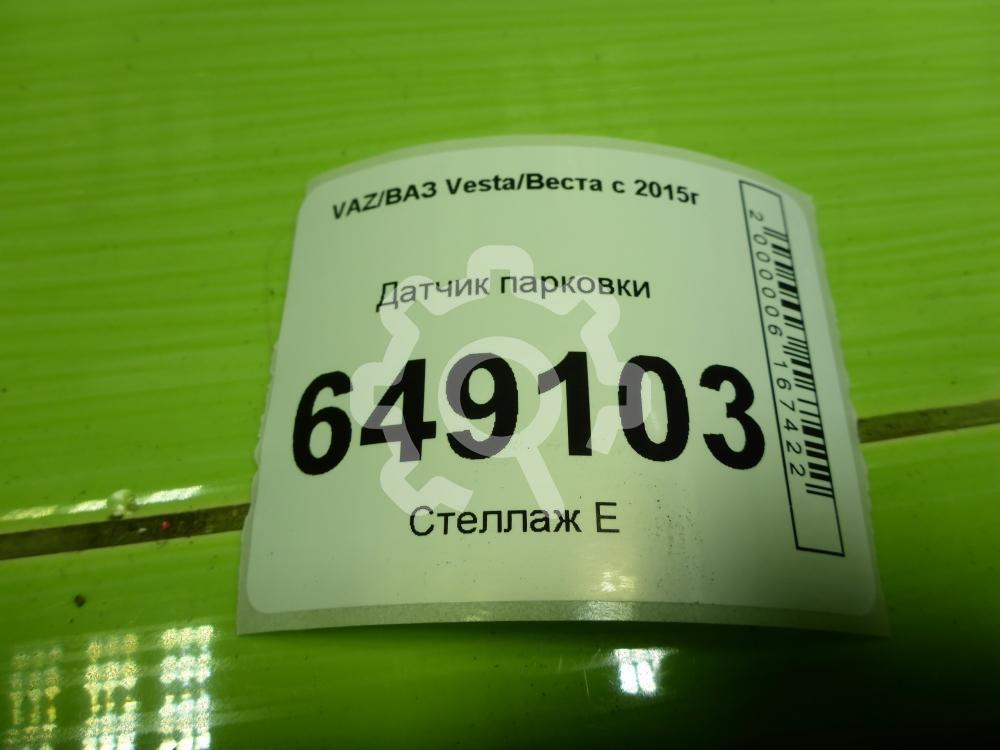 VAZ/ВАЗ Vesta/Веста с 2015г
Датчик парковки
649103
Стеллаж Е
2000006167422